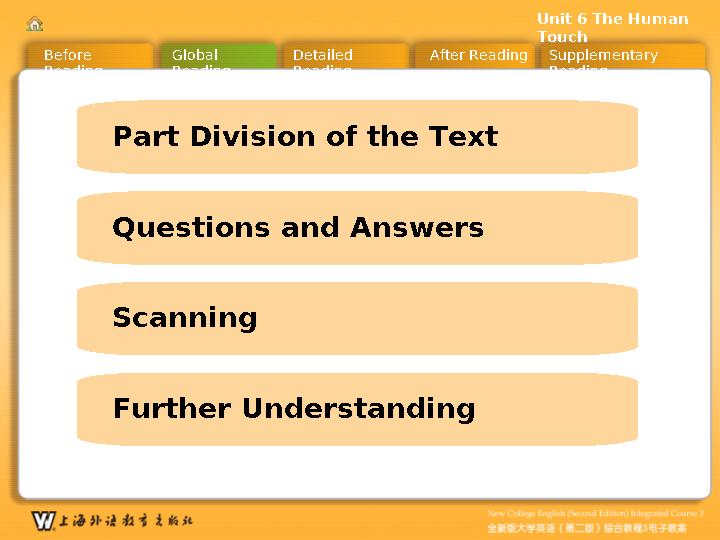 Unit 6 The Human
Touch
Before
Reading
Global
Reading
Detailed
Reading
After Reading
Supplementary
Reading
Part Division of the Text
Questions and Answers
Scanning
Further Understanding
上海外语教育出版社
New College English (Second Edition) Integrated Course 3
全新版大学英语（第二版）综合教程3电子教案